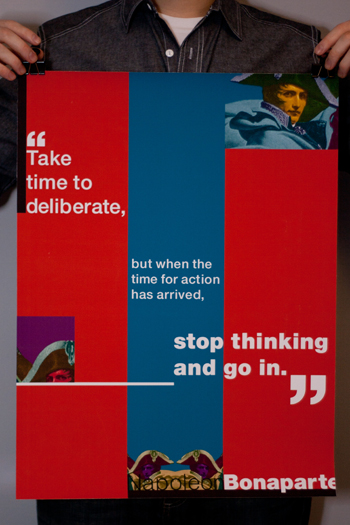 “
Take
time to
deliberate,
but when the
time for action
has arrived,
stop thinking
and go in.
”
Napoleon Bonaparte